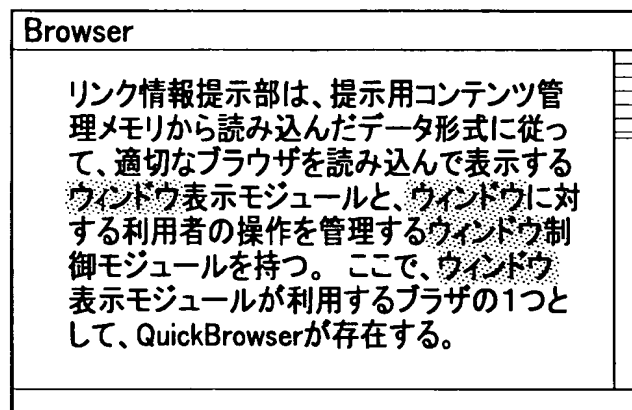 Browser
リンク情報提示部は、提示用コンテンツ管
理メモリから読み込んだデータ形式に従っ
て、適切なブラウザを読み込んで表示する
ウィンドウ表示モジュールと、ウィンドウに対
する利用者の操作を管理するウィンドウ制
御モジュールを持つ。 ここで、ウィンドウ
表示モジュールが利用するブラザの1つと
して、QuickBrowserが存在する。